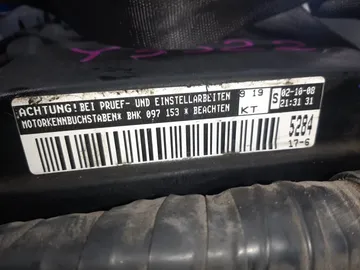 ACHTUNG! BEI PRUEF- UND EINSTELLARBEITEN
MOTORKENNBUCHSTABEN* BHK 097 153 * BEACHTEN
9 19
KT
S
02-10-08
21:31 31
5284
17-6